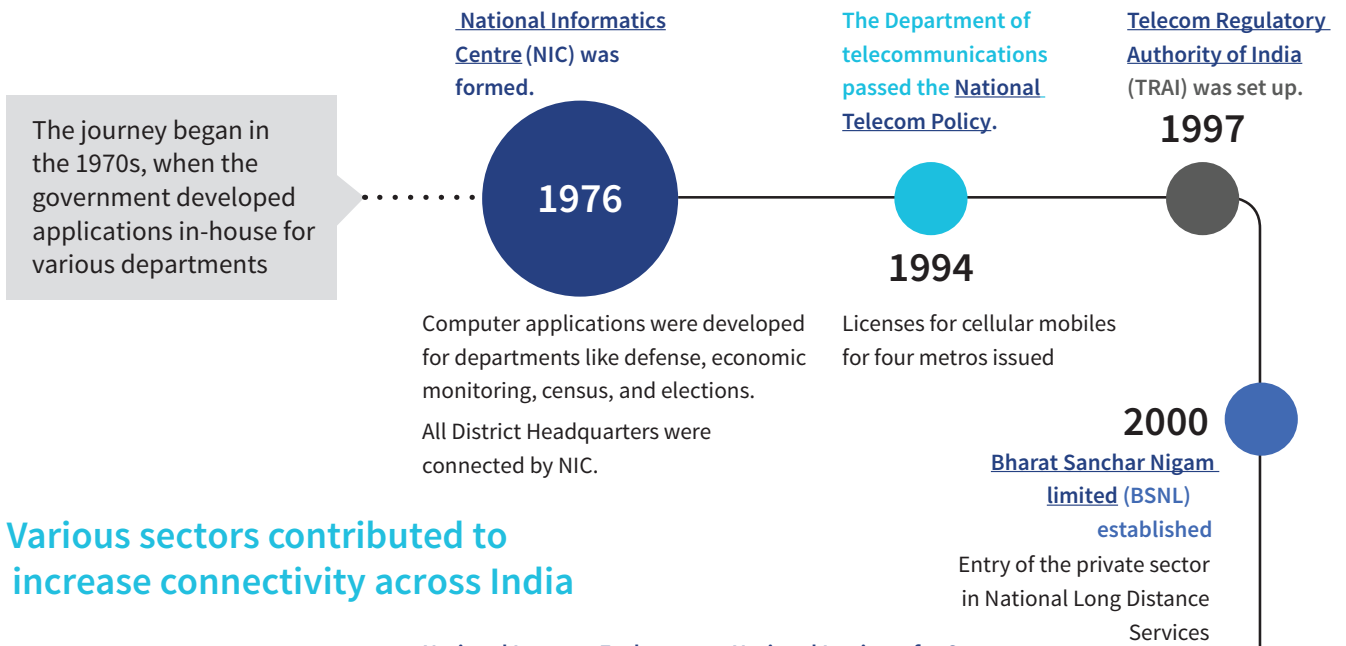 The journey began in
the 1970s, when the
government developed
applications in-house for
various departments
National Informatics
Centre (NIC) was
formed.
1976
Computer applications were developed
for departments like defense, economic
monitoring, census, and elections.
All District Headquarters were
connected by NIC.
The Department of
telecommunications
passed the National
Telecom Policy.
1994
Licenses for cellular mobiles
for four metros issued
Telecom Regulatory
Authority of India
(TRAI) was set up.
1997
2000
Bharat Sanchar Nigam
limited (BSNL)
established
Entry of the private sector
in National Long Distance
Services
Various sectors contributed to
increase connectivity across India